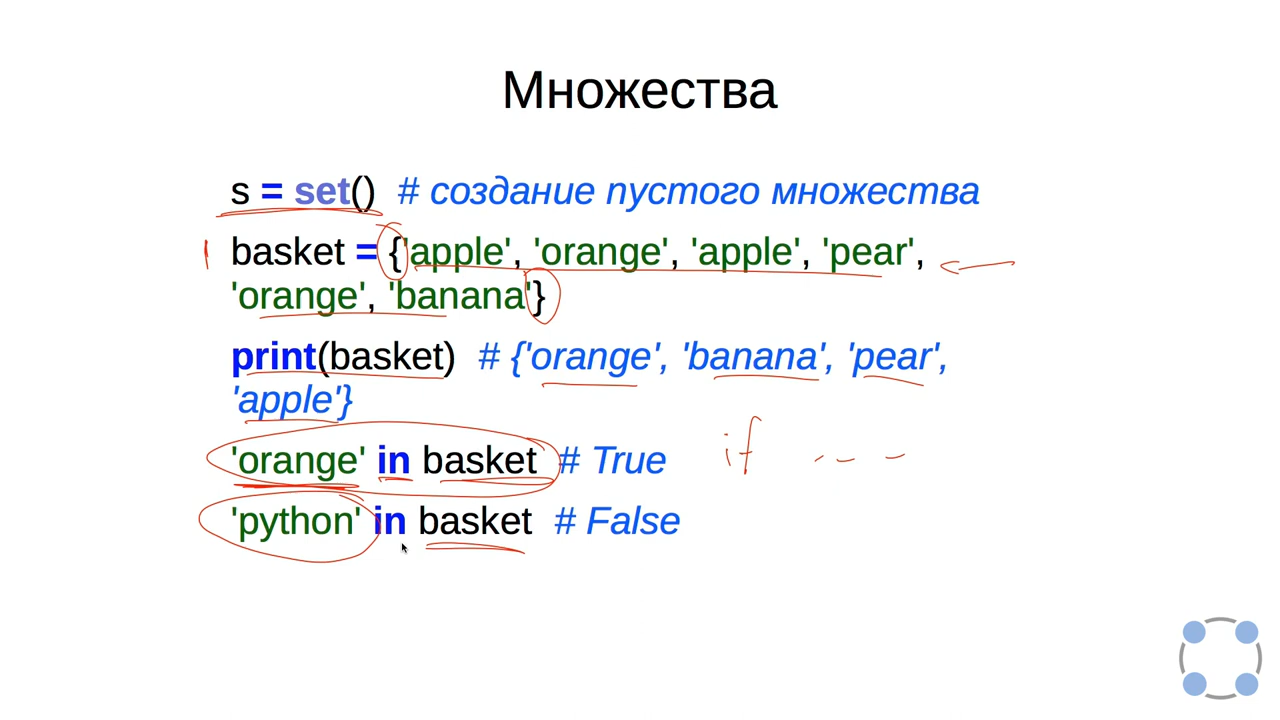 Множества
s = set() # создание пустого множества
basket = {'apple', 'orange', 'apple', 'pear',
'orange', 'banana'}
print(basket) # {'orange', 'banana', 'pear',
'apple'}
'orange' in basket # True if
'python' in basket # False